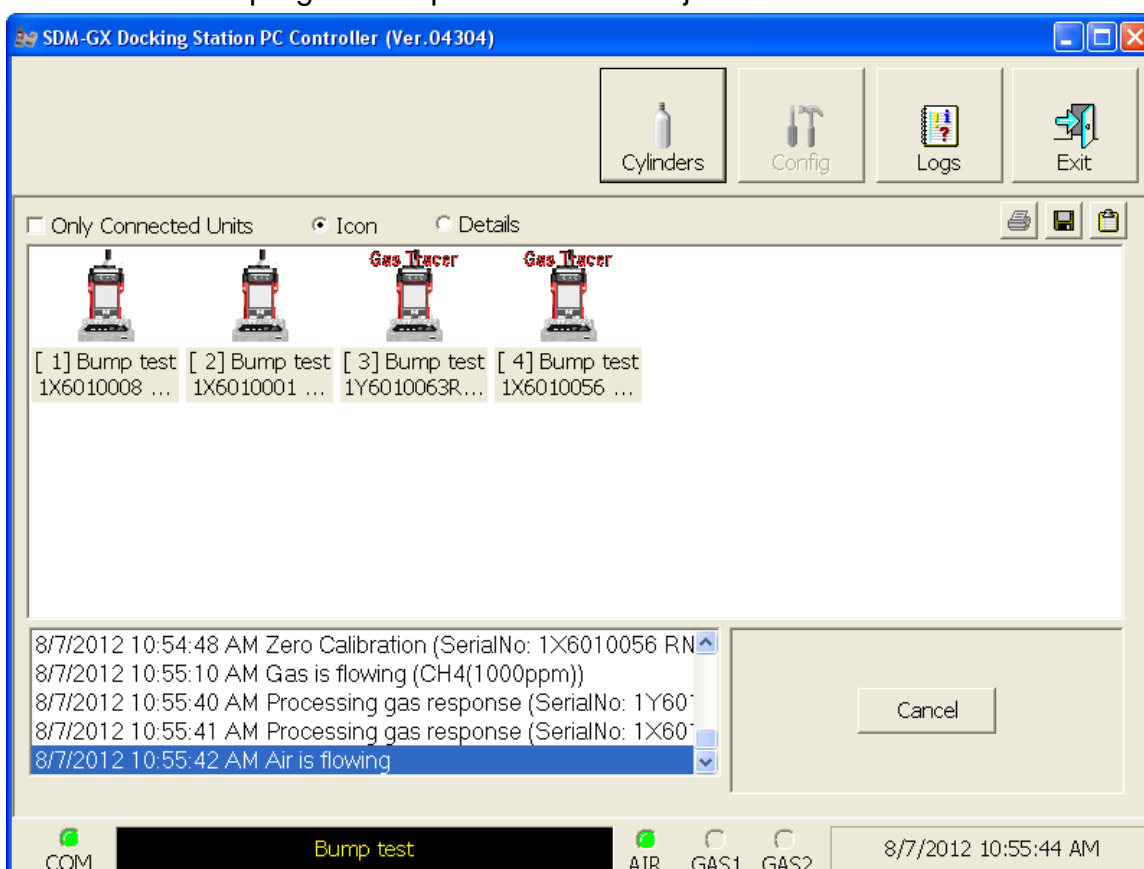 SDM-GX Docking Station PC Controller (Ver.04304)
Cylinders
Config
Logs
Exit
Only Connected Units
Icon
Details
Gas Tracer
Gas Tracer
[ 1] Bump test
1X6010008 ...
[ 2] Bump test
1X6010001 ...
[ 3] Bump test
1Y6010063R...
[ 4] Bump test
1X6010056 ...
8/7/2012 10:54:48 AM Zero Calibration (SerialNo: 1X6010056 RN
8/7/2012 10:55:10 AM Gas is flowing (CH4(1000ppm))
8/7/2012 10:55:40 AM Processing gas response (SerialNo: 1Y60
8/7/2012 10:55:41 AM Processing gas response (SerialNo: 1X60
8/7/2012 10:55:42 AM Air is flowing
Cancel
COM
Bump test
AIR
GAS1
GAS2
8/7/2012 10:55:44 AM